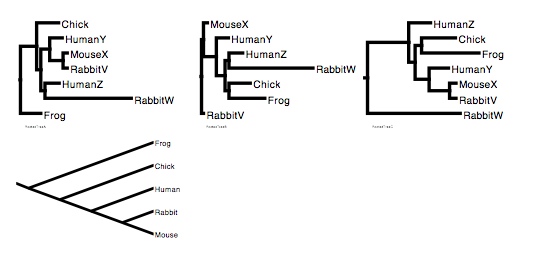 Chick
HumanY
MouseX
RabbitV
HumanZ
RabbitW
Frog
MouseX
HumanY
HumanZ
RabbitW
Chick
Frog
RabbitV
HumanZ
Chick
Frog
HumanY
MouseX
RabbitV
RabbitW
Frog
Chick
Human
Rabbit
Mouse